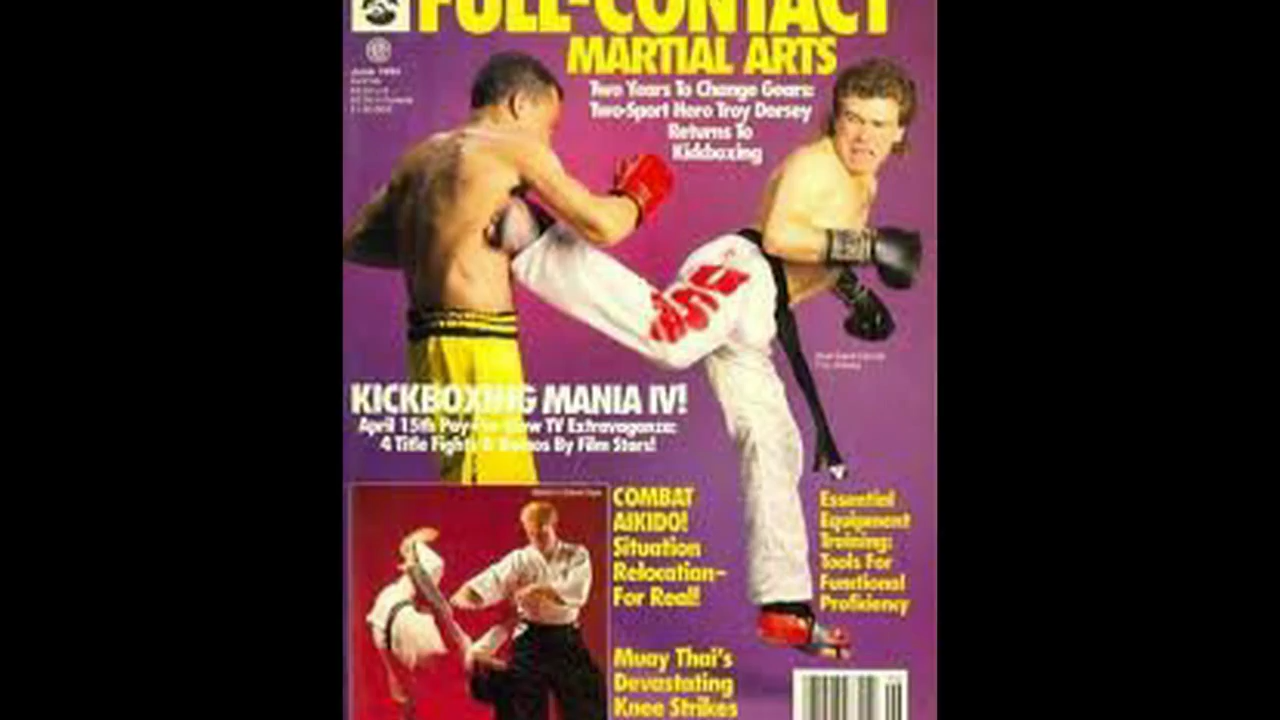 FULL-CONTACT
MARTIAL ARTS
Two Years To Change Gears:
Two-Sport Hero Troy Dorsey
Returns To
Kickboxing
KICKBOXING MANIA IV!
April 15th Pay-Per-View TV Extravaganza:
4 Title Fights & Demos By Film Stars!
COMBAT
AIKIDO!
Situation
Relocation–
For Real!
Essential
Equipment
Training:
Tools For
Functional
Proficiency
Muay Thai's
Devastating
Knee Strikes